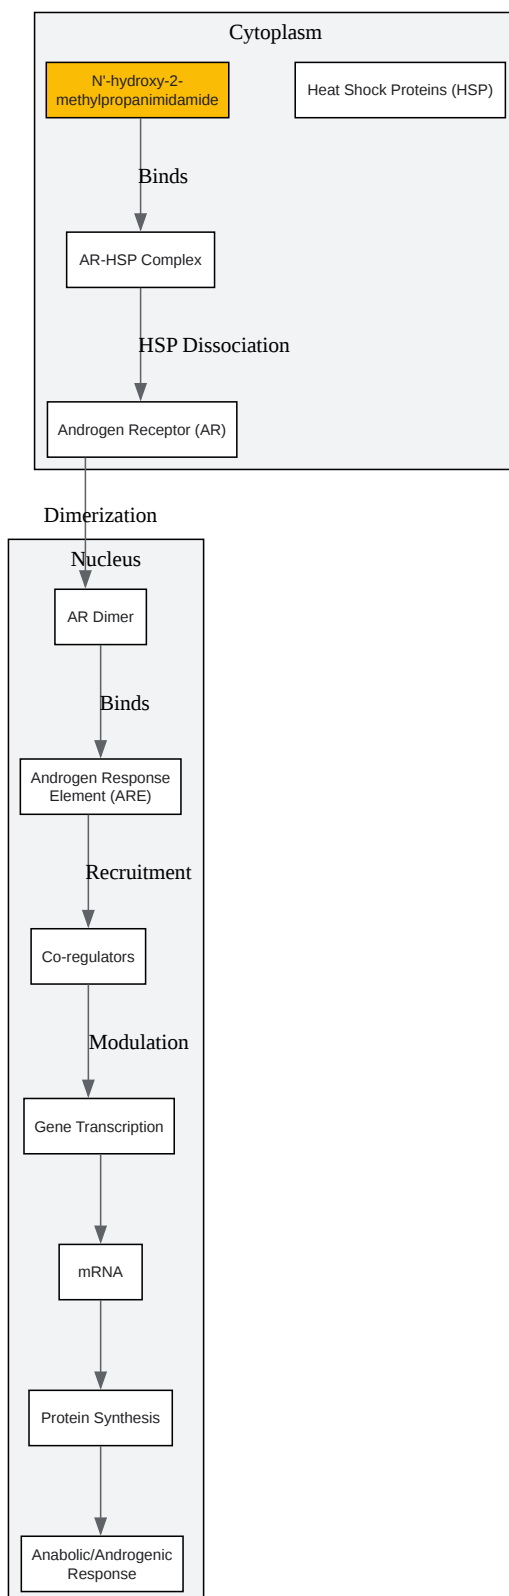 Cytoplasm
N'-hydroxy-2-
methylpropanimidamide
Heat Shock Proteins (HSP)
Binds
AR-HSP Complex
HSP Dissociation
Androgen Receptor (AR)
Dimerization
Nucleus
AR Dimer
Binds
Androgen Response
Element (ARE)
Recruitment
Co-regulators
Modulation
Gene Transcription
mRNA
Protein Synthesis
Anabolic/Androgenic
Response